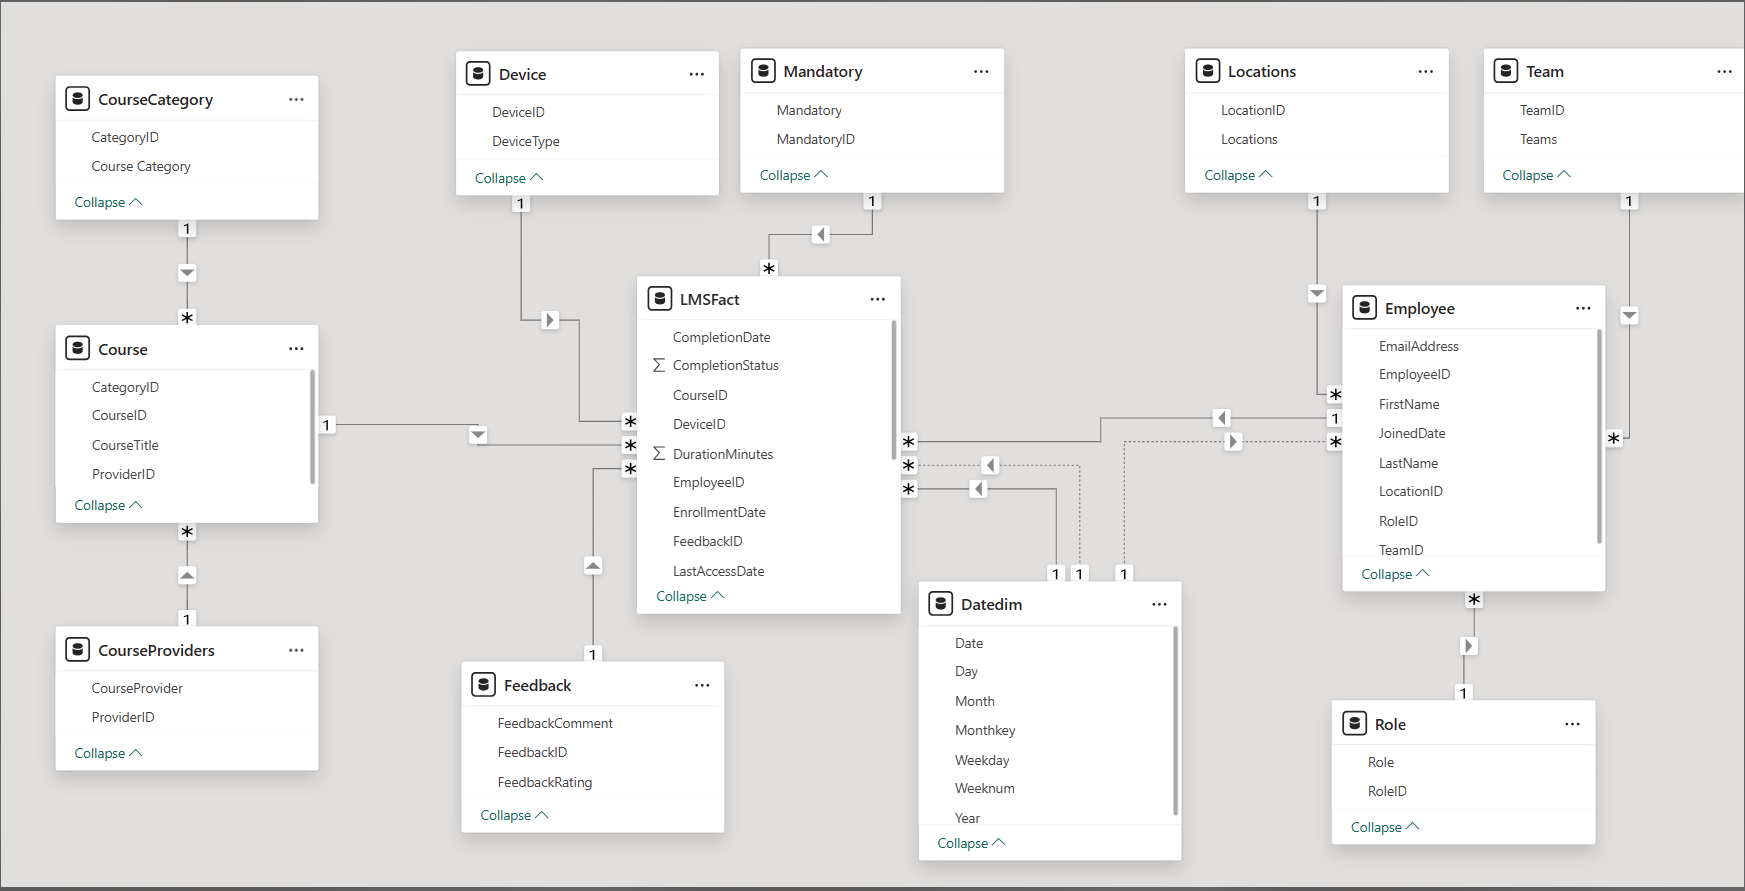 CourseCategory ...
CategoryID
Course Category
Collapse
1
*
Course ...
CategoryID
CourseID
CourseTitle
ProviderID
Collapse
1
*
1
CourseProviders ...
CourseProvider
ProviderID
Collapse
Device ...
DeviceID
DeviceType
Collapse
1
Mandatory ...
Mandatory
MandatoryID
Collapse
1
*
LMSFact ...
CompletionDate
∑ CompletionStatus
CourseID
DeviceID
∑ DurationMinutes
EmployeeID
EnrollmentDate
FeedbackID
LastAccessDate
Collapse
*
*
*
*
*
*
1
Feedback ...
FeedbackComment
FeedbackID
FeedbackRating
Collapse
1 1 1
Datedim ...
Date
Day
Month
Monthkey
Weekday
Weeknum
Year
Collapse
Locations ...
LocationID
Locations
Collapse
1
Team ...
TeamID
Teams
Collapse
1
*
1
*
*
Employee ...
EmailAddress
EmployeeID
FirstName
JoinedDate
LastName
LocationID
RoleID
TeamID
Collapse
*
1
Role ...
Role
RoleID
Collapse